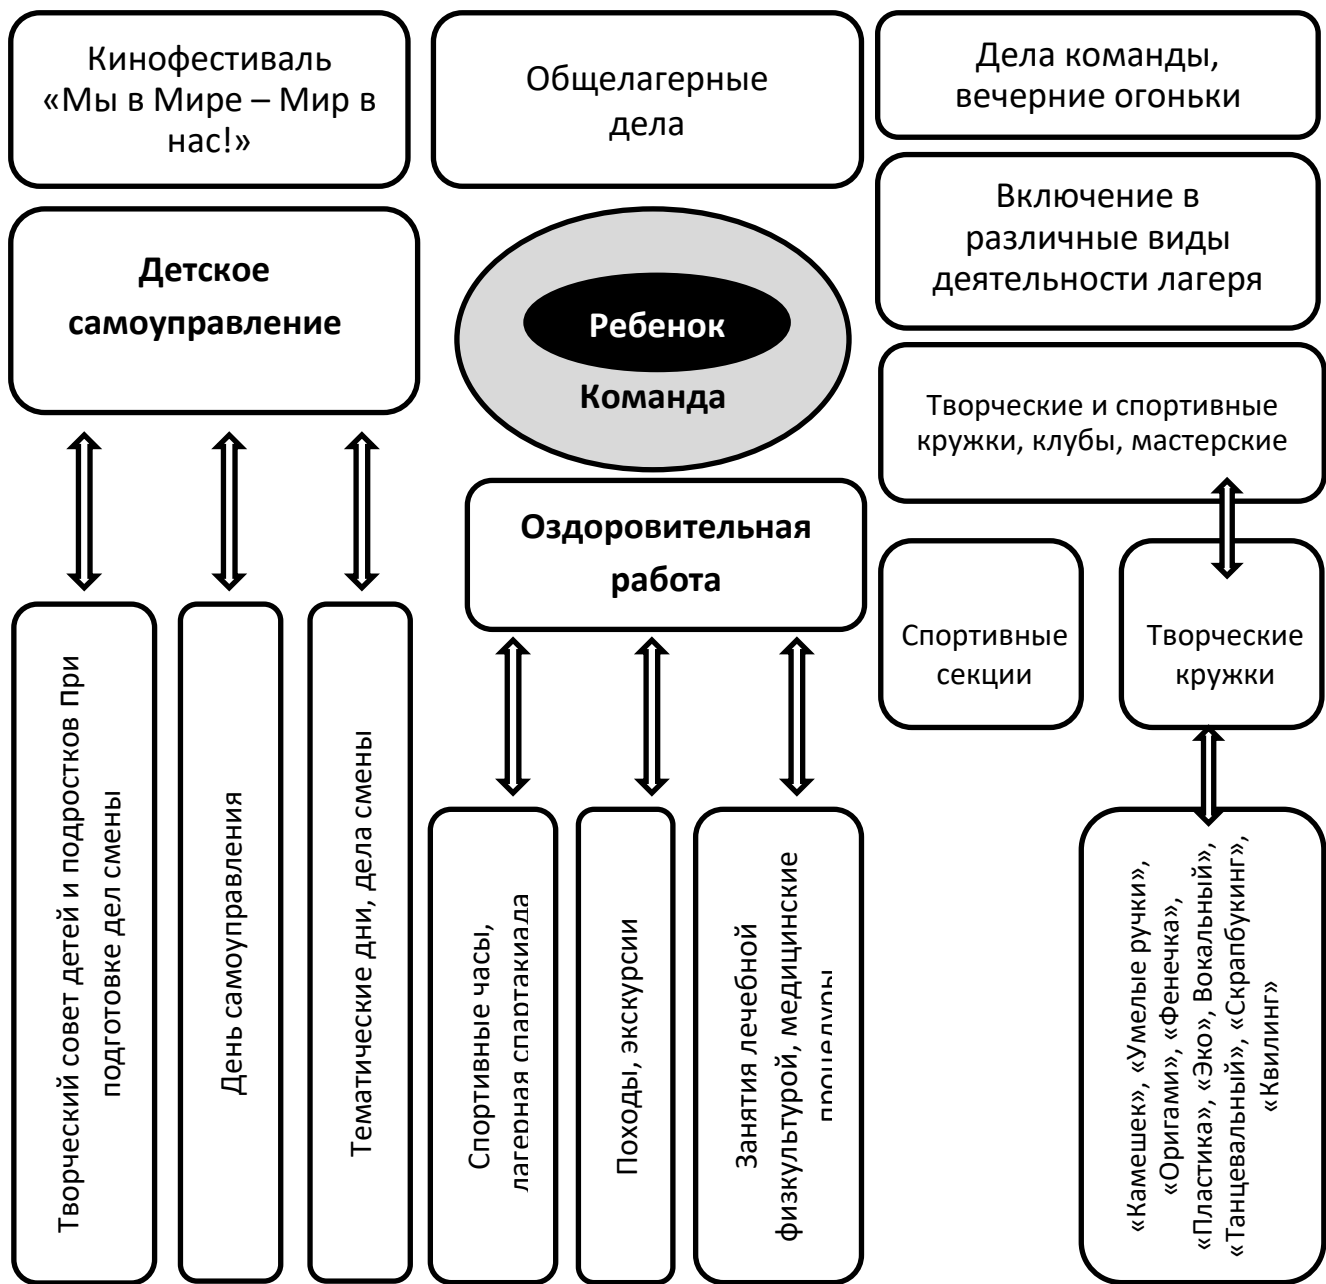 Кинофестиваль
«Мы в Мире – Мир в
нас!»
Общелагерные
дела
Дела команды,
вечерние огоньки
Включение в
различные виды
деятельности лагеря
Детское
самоуправление
Ребенок
Команда
Творческие и спортивные
кружки, клубы, мастерские
Оздоровительная
работа
Спортивные
секции
Творческие
кружки
Творческий совет детей и подростков При
подготовке дел смены
День самоуправления
Тематические дни, дела смены
Спортивные часы,
лагерная спартакиада
Походы, экскурсии
Занятия лечебной
физкультурой, медицинские
процедуры
«Камешек», «Умелые ручки»,
«Оригами», «Фенечка»,
«Пластика», «Эко», Вокальный»,
«Танцевальный», «Скрапбукинг»,
«Квилинг»